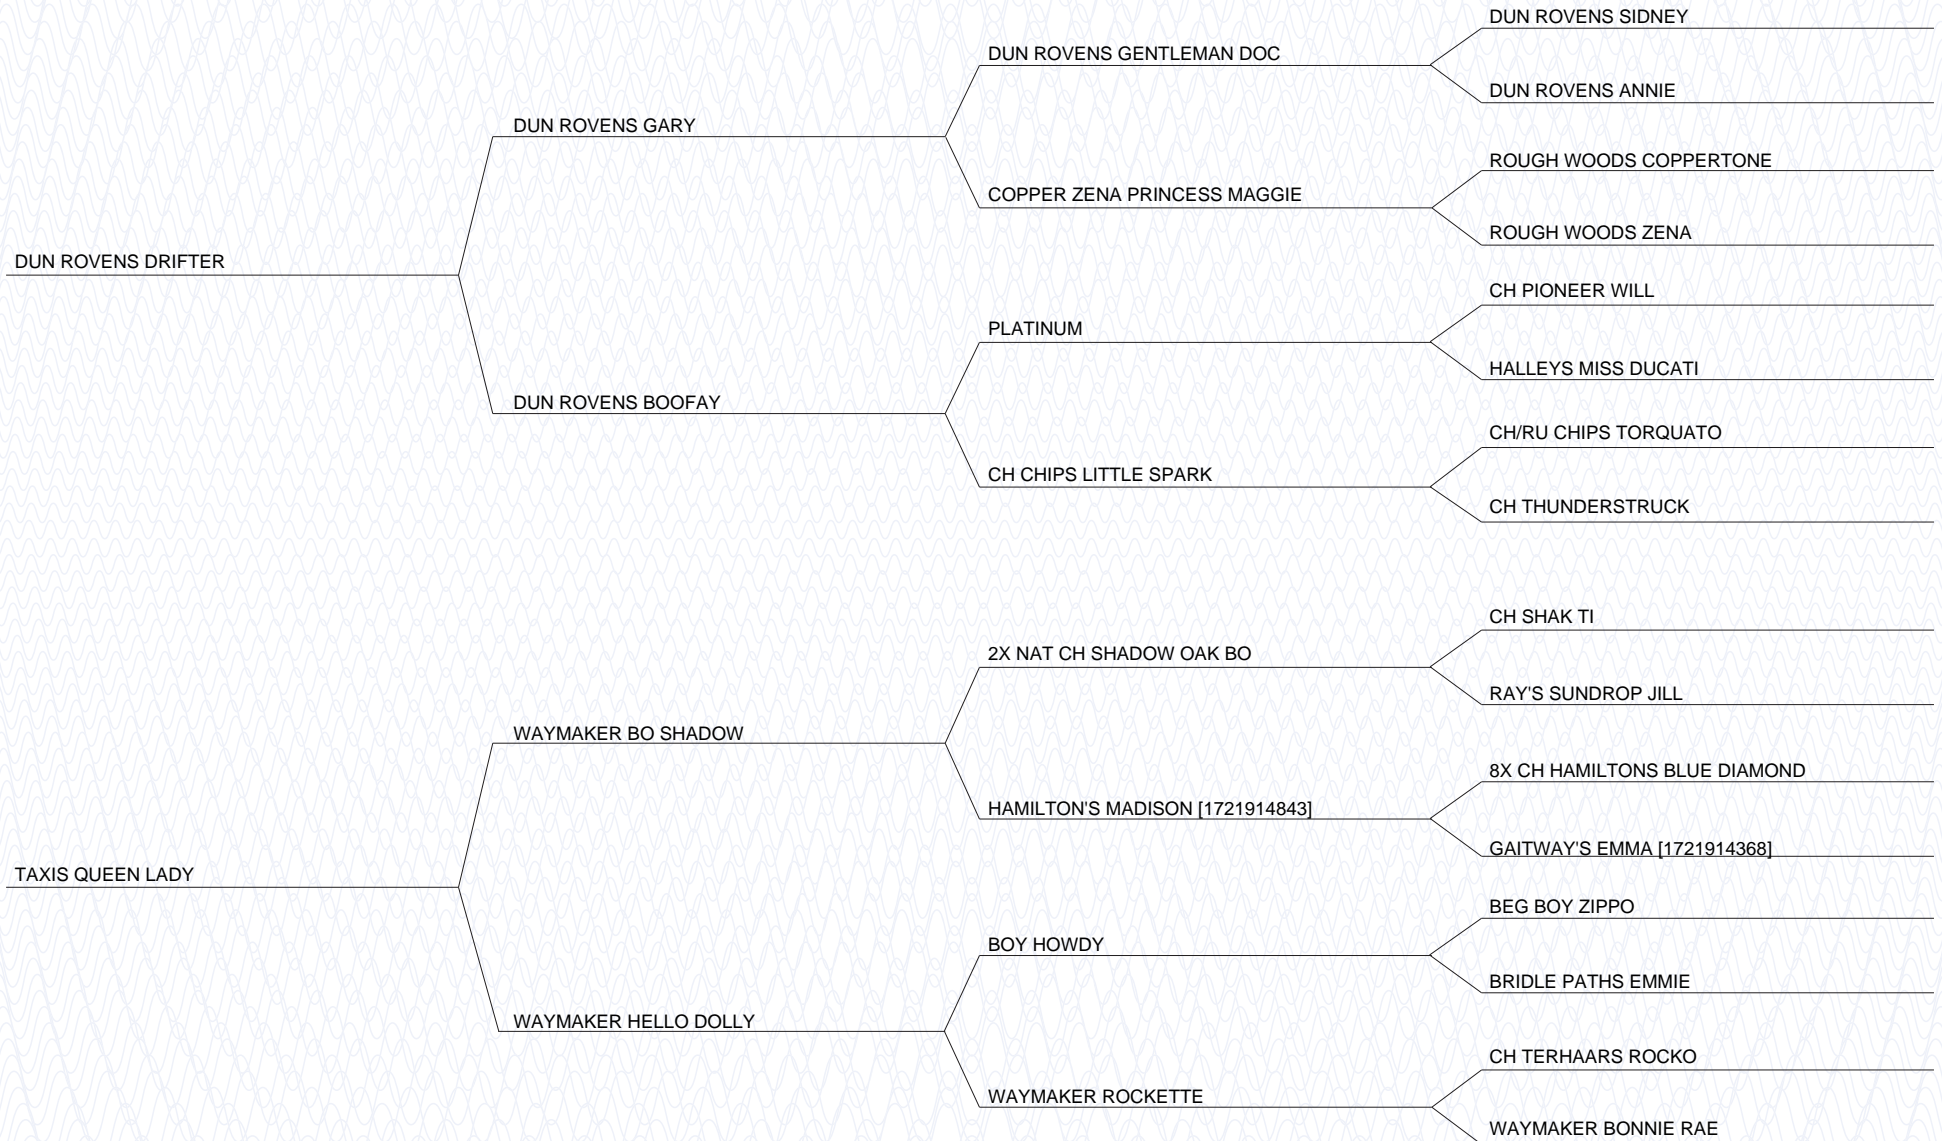 DUN ROVENS SIDNEY
DUN ROVENS GENTLEMAN DOC
DUN ROVENS ANNIE
DUN ROVENS GARY
ROUGH WOODS COPPERTONE
COPPER ZENA PRINCESS MAGGIE
ROUGH WOODS ZENA
DUN ROVENS DRIFTER
CH PIONEER WILL
PLATINUM
HALLEYS MISS DUCATI
DUN ROVENS BOOFAY
CH/RU CHIPS TORQUATO
CH CHIPS LITTLE SPARK
CH THUNDERSTRUCK
CH SHAK TI
2X NAT CH SHADOW OAK BO
RAY'S SUNDROP JILL
WAYMAKER BO SHADOW
8X CH HAMILTONS BLUE DIAMOND
HAMILTON'S MADISON [1721914843]
GAITWAY'S EMMA [1721914368]
TAXIS QUEEN LADY
BEG BOY ZIPPO
BOY HOWDY
BRIDLE PATHS EMMIE
WAYMAKER HELLO DOLLY
CH TERHAARS ROCKO
WAYMAKER ROCKETTE
WAYMAKER BONNIE RAE